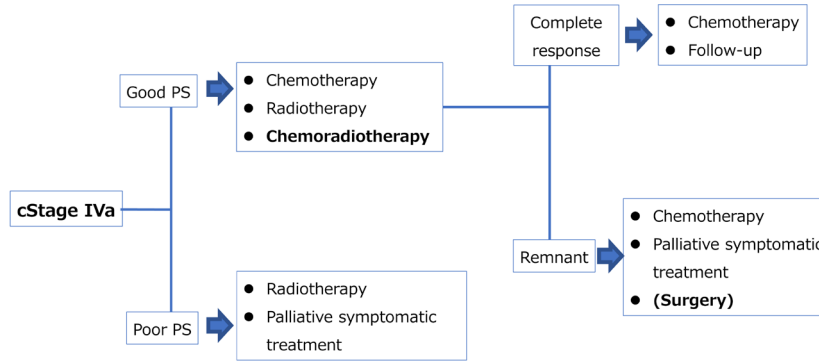 cStage IVa
Good PS
● Chemotherapy
● Radiotherapy
● Chemoradiotherapy
Complete
response
● Chemotherapy
● Follow-up
Remnant
● Chemotherapy
● Palliative symptomatic
treatment
● (Surgery)
Poor PS
● Radiotherapy
● Palliative symptomatic
treatment